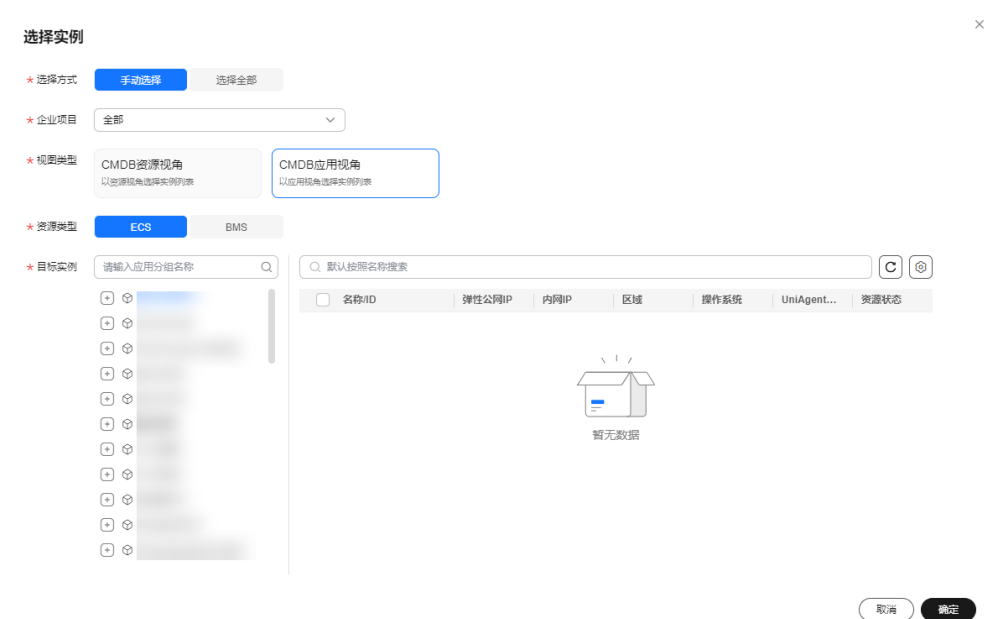 选择实例
* 选择方式 手动选择 选择全部
* 企业项目 全部
* 视图类型 CMDB资源视角 CMDB应用视角
以资源视角选择实例列表 以应用视角选择实例列表
* 资源类型 ECS BMS
* 目标实例 请输入应用分组名称 默认按照名称搜索
名称/ID 弹性公网IP 内网IP 区域 操作系统 UniAgent... 资源状态
暂无数据
取消 确定